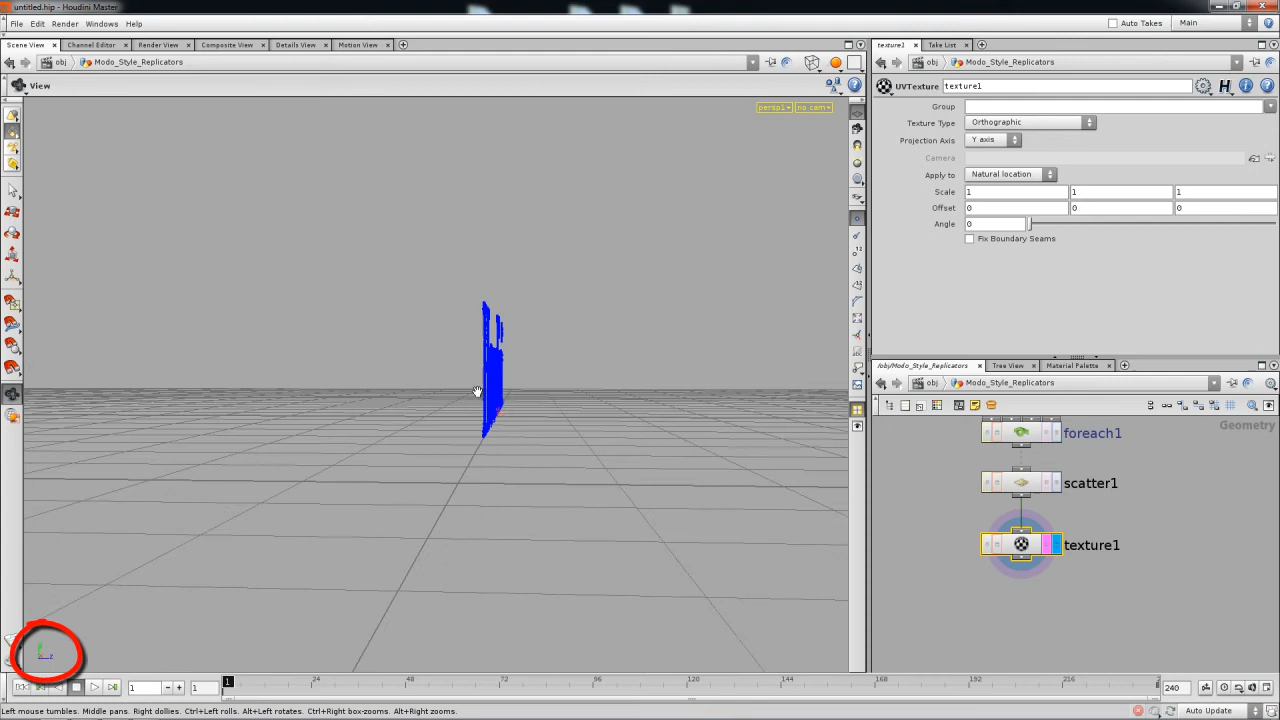 untitled.hip - Houdini Master
File Edit Render Windows Help
Auto Takes Main
Scene View Channel Editor Render View Composite View Details View Motion View
obj Modo_Style_Replicators
View
persp1 no cam
texture1 Take List
obj Modo_Style_Replicators
UVTexture texture1
Group
Texture Type Orthographic
Projection Axis Y axis
Camera
Apply to Natural location
Scale 1 1 1
Offset 0 0 0
Angle 0
Fix Boundary Seams
/obj/Modo_Style_Replicators Tree View Material Palette
obj Modo_Style_Replicators
Geometry
foreach1
scatter1
texture1
1 1 1 24 48 72 96 120 144 168 192 216 2 240
Left mouse tumbles. Middle pans. Right dollies. Ctrl+Left rolls. Alt+Left rotates. Ctrl+Right box-zooms. Alt+Right zooms.
Auto Update